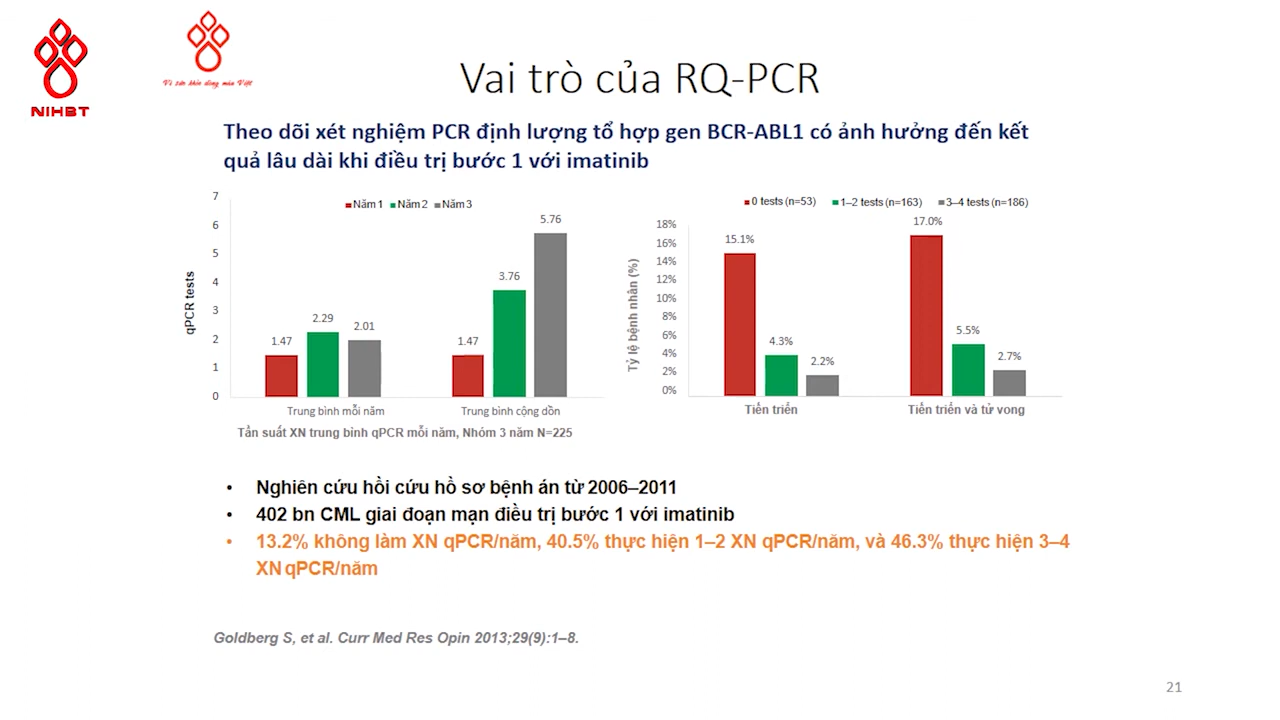 NIHBT
Vì sức khỏe dòng máu Việt
Vai trò của RQ-PCR
Theo dõi xét nghiệm PCR định lượng tổ hợp gen BCR-ABL1 có ảnh hưởng đến kết
quả lâu dài khi điều trị bước 1 với imatinib
7
6
5
4
3
2
1
0
qPCR tests
Năm 1 Năm 2 Năm 3
1.47
2.29
2.01
1.47
3.76
5.76
Trung bình mỗi năm
Trung bình cộng dồn
Tần suất XN trung bình qPCR mỗi năm, Nhóm 3 năm N=225
0 tests (n=53) 1–2 tests (n=163) 3–4 tests (n=186)
18%
16%
14%
12%
10%
8%
6%
4%
2%
0%
Tỷ lệ bệnh nhân (%)
15.1%
4.3%
2.2%
17.0%
5.5%
2.7%
Tiến triển
Tiến triển và tử vong
• Nghiên cứu hồi cứu hồ sơ bệnh án từ 2006–2011
• 402 bn CML giai đoạn mạn điều trị bước 1 với imatinib
• 13.2% không làm XN qPCR/năm, 40.5% thực hiện 1–2 XN qPCR/năm, và 46.3% thực hiện 3–4
XN qPCR/năm
Goldberg S, et al. Curr Med Res Opin 2013;29(9):1–8.
21